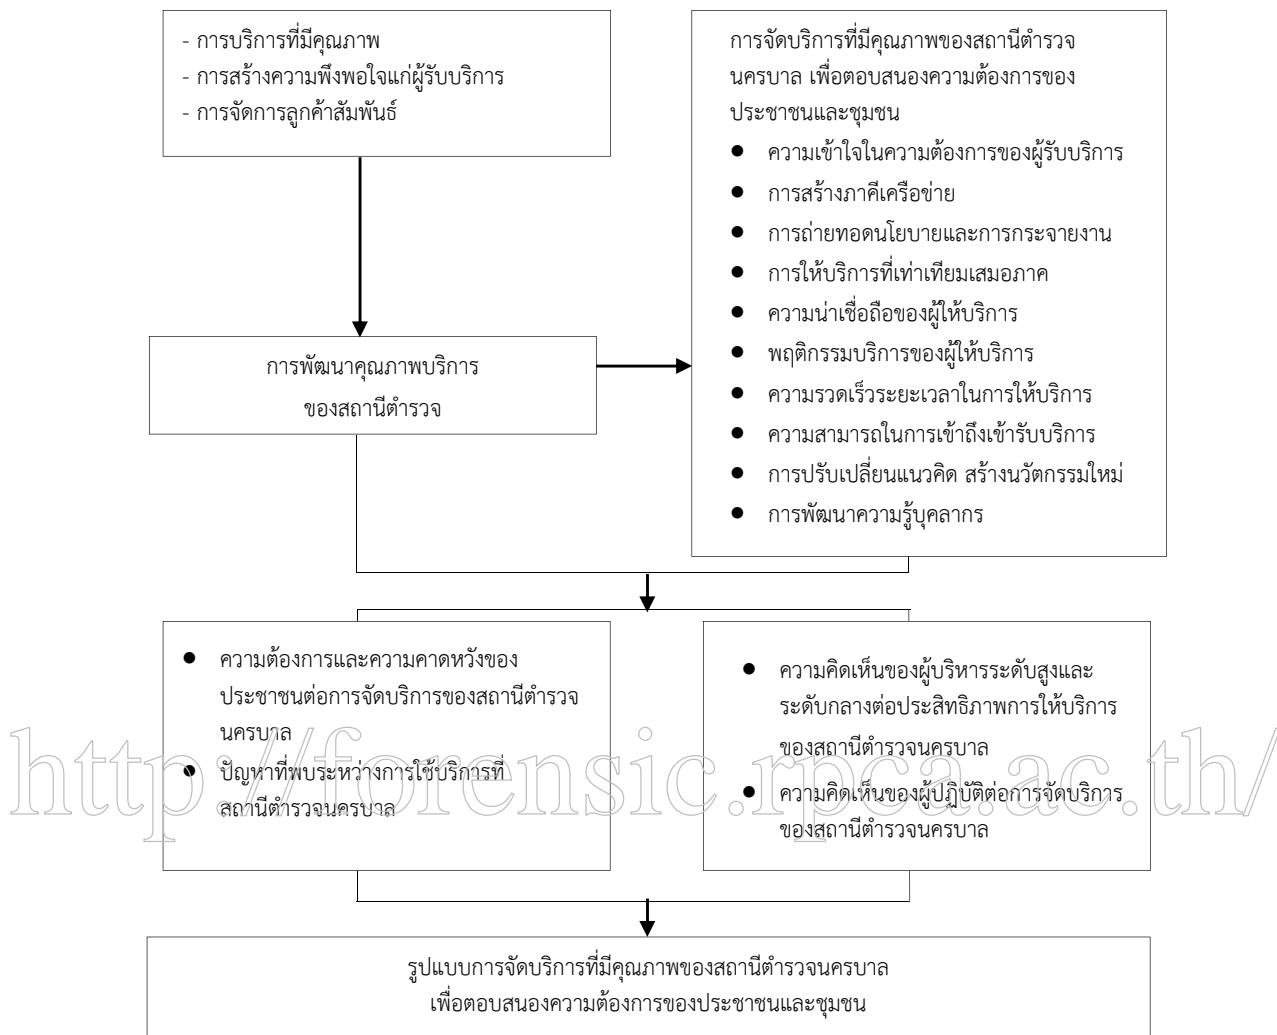 - การบริการที่มีคุณภาพ
- การสร้างความพึงพอใจแก่ผู้รับบริการ
- การจัดการลูกค้าสัมพันธ์
การจัดบริการที่มีคุณภาพของสถานีตำรวจ
นครบาล เพื่อตอบสนองความต้องการของ
ประชาชนและชุมชน
● ความเข้าใจในความต้องการของผู้รับบริการ
● การสร้างภาคีเครือข่าย
● การถ่ายทอดนโยบายและการกระจายงาน
● การให้บริการที่เท่าเทียมเสมอภาค
● ความน่าเชื่อถือของผู้ให้บริการ
● พฤติกรรมบริการของผู้ให้บริการ
● ความรวดเร็วระยะเวลาในการให้บริการ
● ความสามารถในการเข้าถึงเข้ารับบริการ
● การปรับเปลี่ยนแนวคิด สร้างนวัตกรรมใหม่
● การพัฒนาความรู้บุคลากร
การพัฒนาคุณภาพบริการ
ของสถานีตำรวจ
● ความต้องการและความคาดหวังของ
ประชาชนต่อการจัดบริการของสถานีตำรวจ
นครบาล
● ปัญหาที่พบระหว่างการใช้บริการที่
สถานีตำรวจนครบาล
● ความคิดเห็นของผู้บริหารระดับสูงและ
ระดับกลางต่อประสิทธิภาพการให้บริการ
ของสถานีตำรวจนครบาล
● ความคิดเห็นของผู้ปฏิบัติต่อการจัดบริการ
ของสถานีตำรวจนครบาล
http://forensic.rpca.ac.th/
รูปแบบการจัดบริการที่มีคุณภาพของสถานีตำรวจนครบาล
เพื่อตอบสนองความต้องการของประชาชนและชุมชน